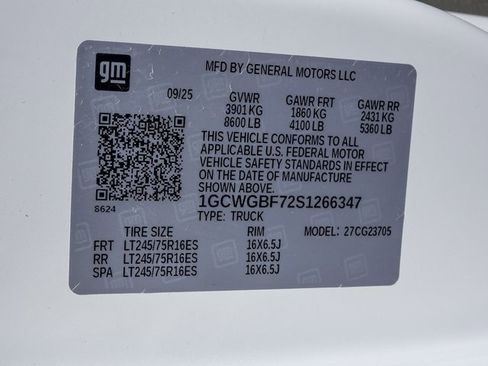 gm
MFD BY GENERAL MOTORS LLC
09/25 GVWR GAWR FRT GAWR RR
3901 KG 1860 KG 2431 KG
8600 LB 4100 LB 5360 LB
THIS VEHICLE CONFORMS TO ALL
APPLICABLE U.S. FEDERAL MOTOR
VEHICLE SAFETY STANDARDS IN EFFECT
ON THE DATE OF MANUFACTURE
SHOWN ABOVE.
8624 1GCWGBF72S1266347
TYPE: TRUCK
TIRE SIZE RIM MODEL: 27CG23705
FRT LT245/75R16ES 16X6.5J
RR LT245/75R16ES 16X6.5J
SPA LT245/75R16ES 16X6.5J